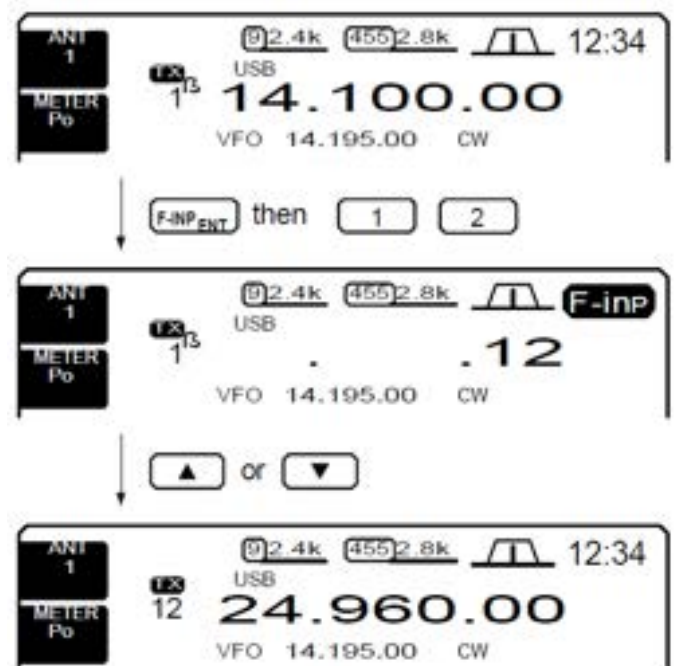 ANT 9 2.4k 455 2.8k 12:34
1 TX USB
METER 1 14.100.00
Po VFO 14.195.00 CW
F-INP ENT then 1 2
ANT 9 2.4k 455 2.8k F-inp
1 TX USB
METER 1 . .12
Po VFO 14.195.00 CW
▲ or ▼
ANT 9 2.4k 455 2.8k 12:34
1 TX USB
METER 12 24.960.00
Po VFO 14.195.00 CW